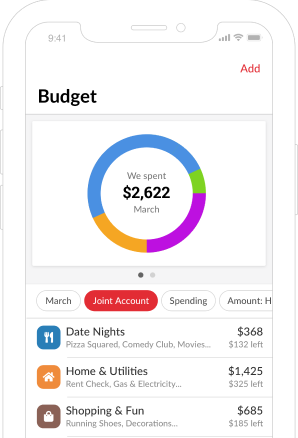 9:41
Add
Budget
We spent
$2,622
March
March Joint Account Spending Amount: H
Date Nights $368
Pizza Squared, Comedy Club, Movies... $132 left
Home & Utilities $1,425
Rent Check, Gas & Electricity... $325 left
Shopping & Fun $685
Running Shoes, Decorations... $185 left